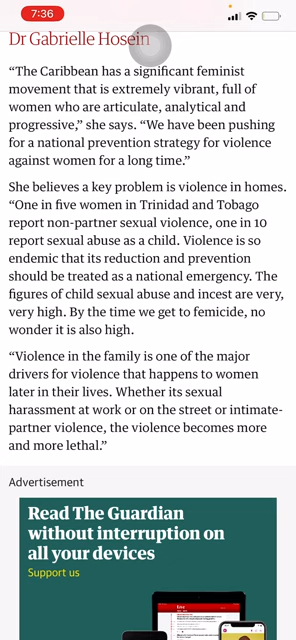 7:36
Dr Gabrielle Hosein
“The Caribbean has a significant feminist
movement that is extremely vibrant, full of
women who are articulate, analytical and
progressive,” she says. “We have been pushing
for a national prevention strategy for violence
against women for a long time.”
She believes a key problem is violence in homes.
“One in five women in Trinidad and Tobago
report non-partner sexual violence, one in 10
report sexual abuse as a child. Violence is so
endemic that its reduction and prevention
should be treated as a national emergency. The
figures of child sexual abuse and incest are very,
very high. By the time we get to femicide, no
wonder it is also high.
“Violence in the family is one of the major
drivers for violence that happens to women
later in their lives. Whether its sexual
harassment at work or on the street or intimate-
partner violence, the violence becomes more
and more lethal.”
Advertisement
Read The Guardian
without interruption on
all your devices
Support us